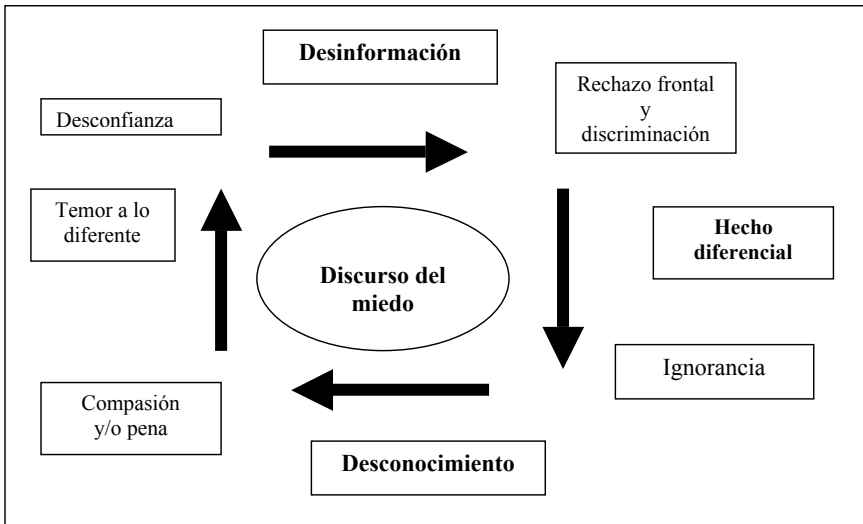 Desinformación
Rechazo frontal
y
discriminación
Desconfianza
Temor a lo
diferente
Hecho
diferencial
Discurso del
miedo
Ignorancia
Compasión
y/o pena
Desconocimiento